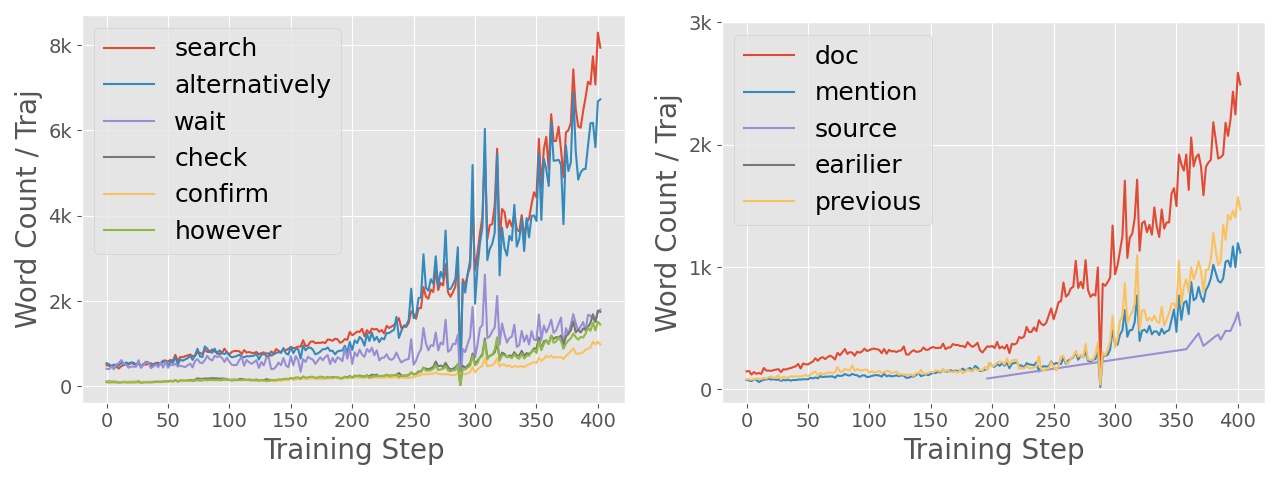 Word Count / Traj
8k
6k
4k
2k
0
search
alternatively
wait
check
confirm
however
0 50 100 150 200 250 300 350 400
Training Step
Word Count / Traj
3k
2k
1k
0
doc
mention
source
earilier
previous
0 50 100 150 200 250 300 350 400
Training Step